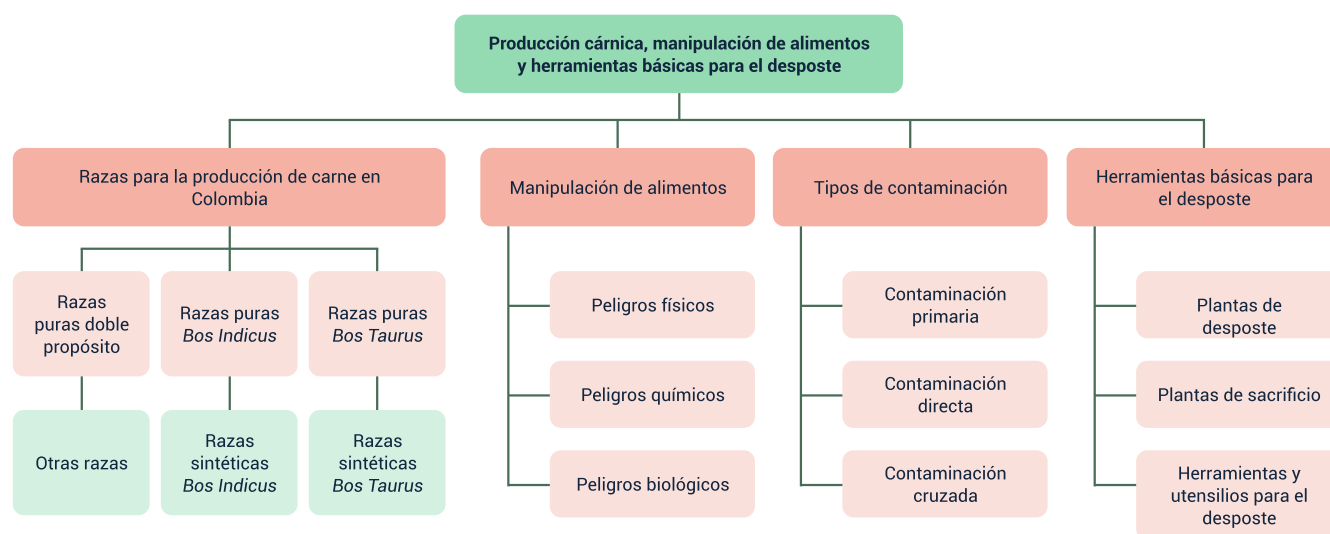 Producción cárnica, manipulación de alimentos
y herramientas básicas para el desposte
Razas para la producción de carne en
Colombia
Manipulación de alimentos
Tipos de contaminación
Herramientas básicas para
el desposte
Razas
puras doble
propósito
Razas puras
Bos Indicus
Razas puras
Bos Taurus
Otras razas
Razas
sintéticas
Bos Indicus
Razas
sintéticas
Bos Taurus
Peligros físicos
Peligros químicos
Peligros biológicos
Contaminación
primaria
Contaminación
directa
Contaminación
cruzada
Plantas de
desposte
Plantas de sacrificio
Herramientas y
utensilios para el
desposte